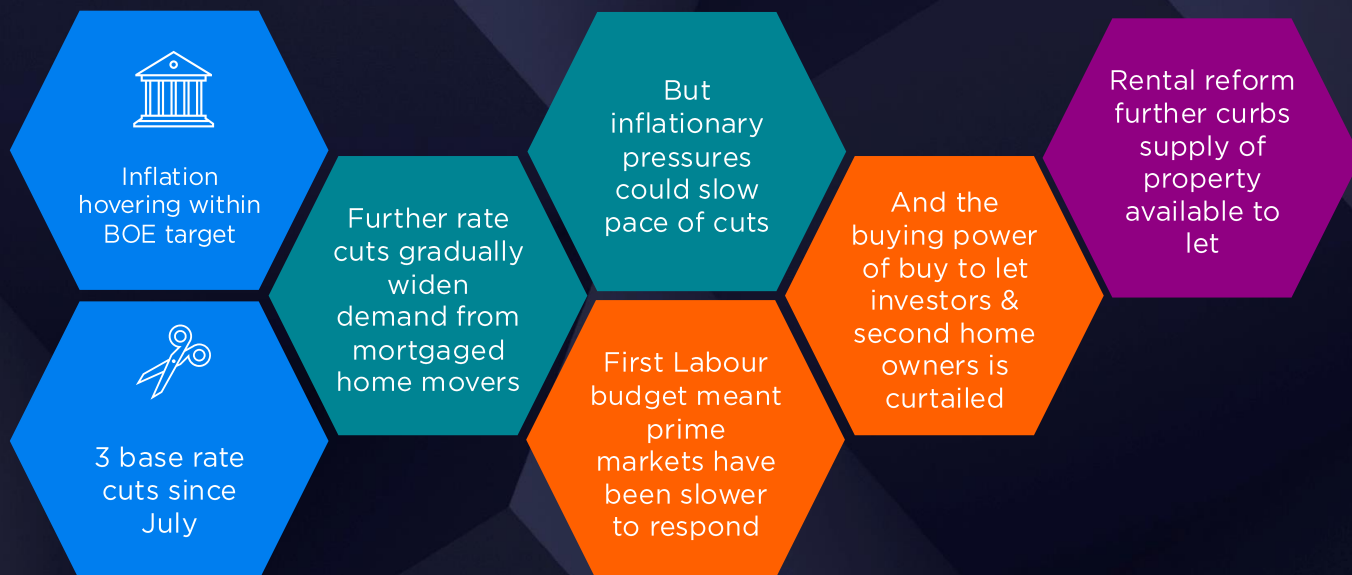 Inflation
hovering within
BOE target
3 base rate
cuts since
July
Further rate
cuts gradually
widen
demand from
mortgaged
home movers
But
inflationary
pressures
could slow
pace of cuts
First Labour
budget meant
prime
markets have
been slower
to respond
And the
buying power
of buy to let
investors &
second home
owners is
curtailed
Rental reform
further curbs
supply of
property
available to
let